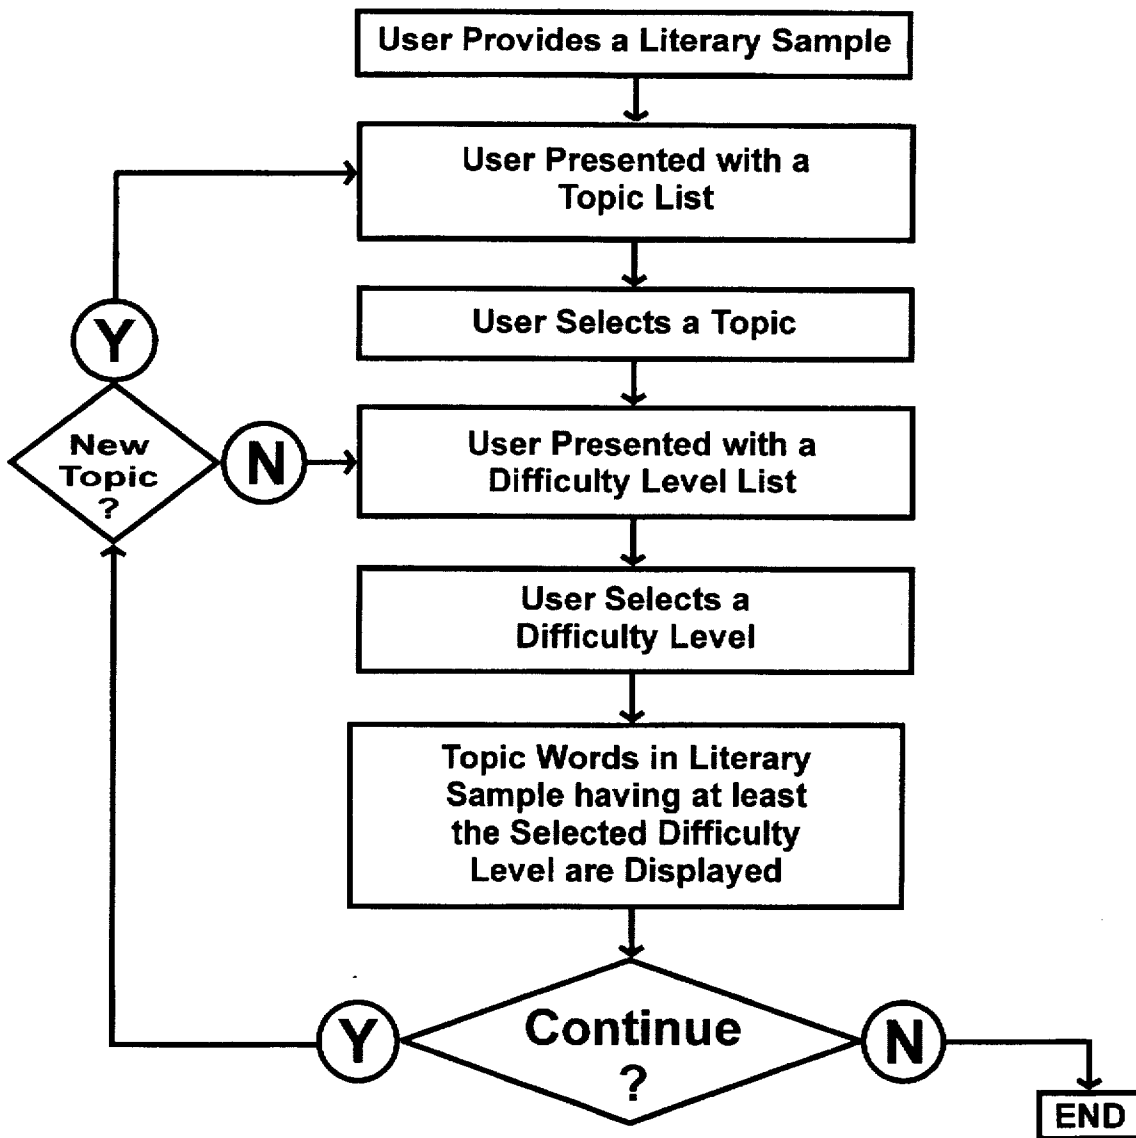 User Provides a Literary Sample
User Presented with a
Topic List
User Selects a Topic
Y
New
Topic
?
N
User Presented with a
Difficulty Level List
User Selects a
Difficulty Level
Topic Words in Literary
Sample having at least
the Selected Difficulty
Level are Displayed
Y
Continue
?
N
END